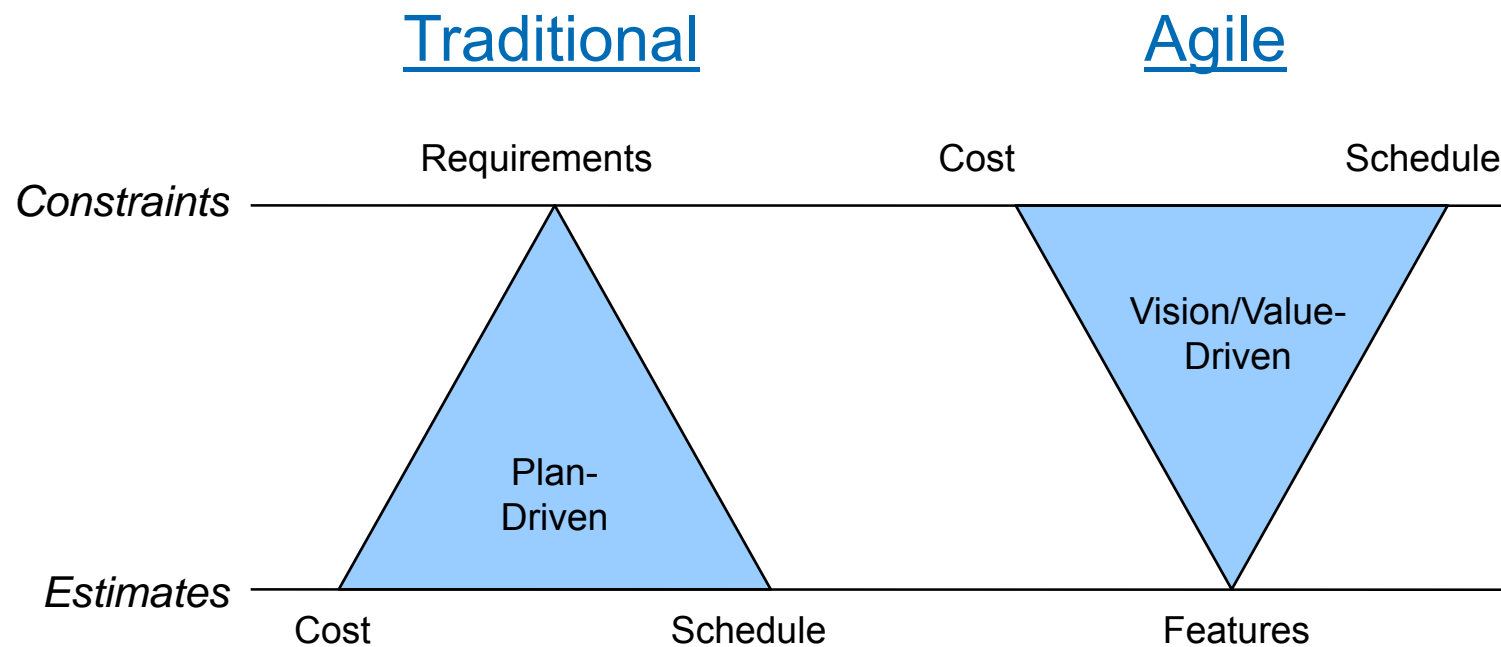 Traditional
Agile
Requirements
Cost
Schedule
Constraints
Vision/Value-
Driven
Plan-
Driven
Estimates
Cost
Schedule
Features